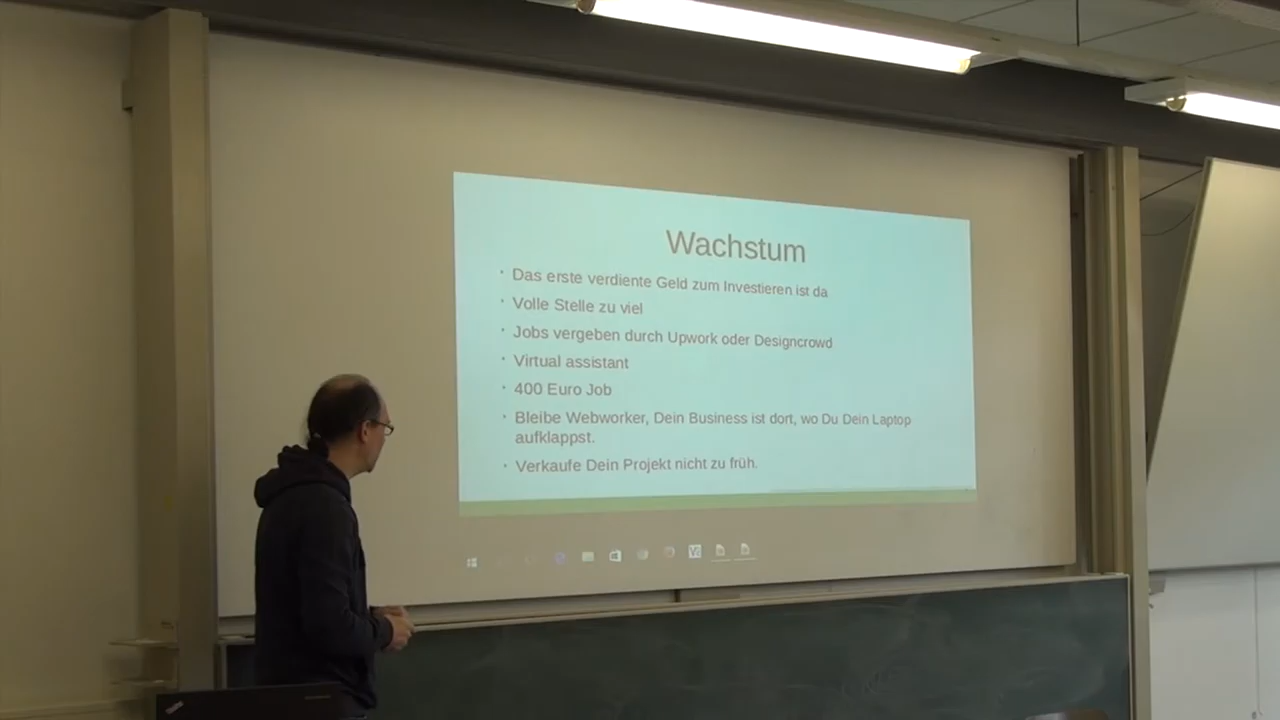 Wachstum
Das erste verdiente Geld zum Investieren ist da
Volle Stelle zu viel
Jobs vergeben durch Upwork oder Designcrowd
Virtual assistant
400 Euro Job
Bleibe Webworker, Dein Business ist dort, wo Du Dein Laptop
aufklappst.
Verkaufe Dein Projekt nicht zu früh.